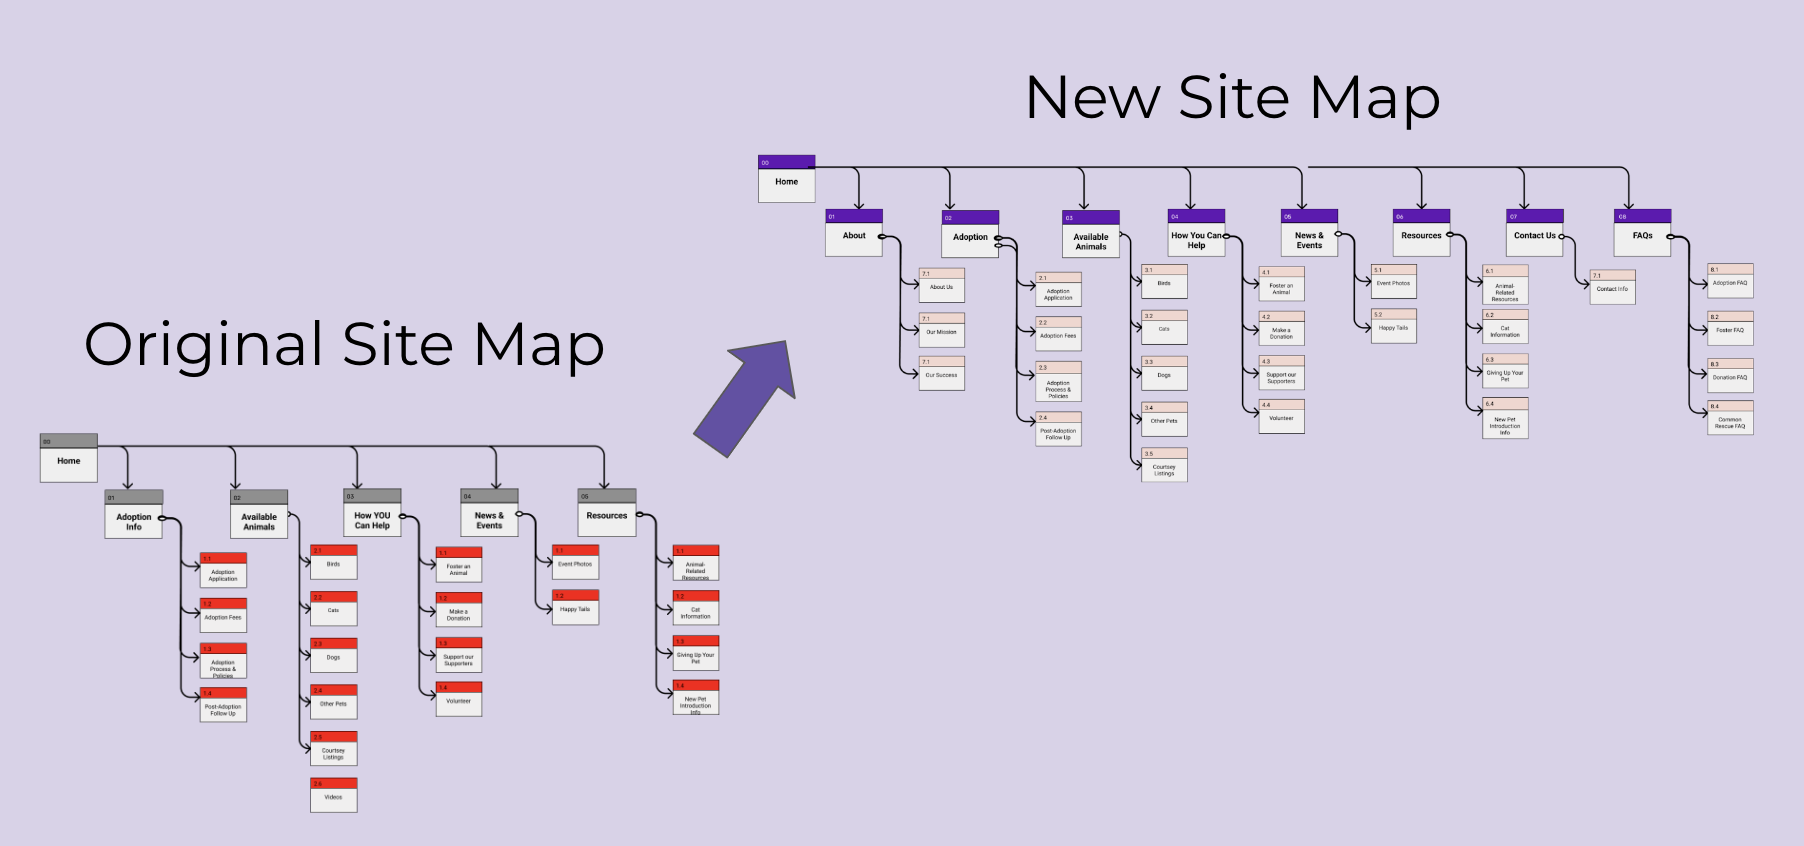 New Site Map
00
Home
01
About
7.1
About Us
7.1
Our Mission
7.1
Our Success
02
Adoption
2.1
Adoption
Application
2.2
Adoption Fees
2.3
Adoption
Process &
Policies
2.4
Post-Adoption
Follow Up
03
Available
Animals
3.1
Birds
3.2
Cats
3.3
Dogs
3.4
Other Pets
3.5
Courtsey
Listings
04
How You Can
Help
4.1
Foster an
Animal
4.2
Make a
Donation
4.3
Support our
Supporters
4.4
Volunteer
05
News &
Events
5.1
Event Photos
5.2
Happy Tails
06
Resources
6.1
Animal-
Related
Resources
6.2
Cat
Information
6.3
Giving Up Your
Pet
6.4
New Pet
Introduction
Info
07
Contact Us
7.1
Contact Info
08
FAQs
8.1
Adoption FAQ
8.2
Foster FAQ
8.3
Donation FAQ
8.4
Common
Rescue FAQ
Original Site Map
00
Home
01
Adoption
Info
1.1
Adoption
Application
1.2
Adoption Fees
1.3
Adoption
Process &
Policies
1.4
Post-Adoption
Follow Up
02
Available
Animals
2.1
Birds
2.2
Cats
2.3
Dogs
2.4
Other Pets
2.5
Courtsey
Listings
2.6
Videos
03
How YOU
Can Help
1.1
Foster an
Animal
1.2
Make a
Donation
1.3
Support our
Supporters
1.4
Volunteer
04
News &
Events
1.1
Event Photos
1.2
Happy Tails
05
Resources
1.1
Animal-
Related
Resources
1.2
Cat
Information
1.3
Giving Up Your
Pet
1.4
New Pet
Introduction
Info